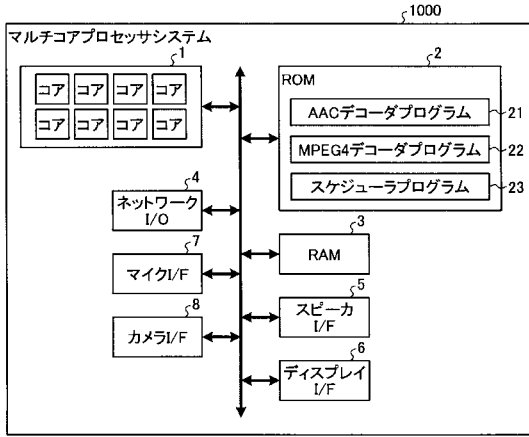 1000
マルチコアプロセッサシステム
1
コア コア コア コア
コア コア コア コア
2
ROM
AACデコーダプログラム
21
MPEG4デコーダプログラム
22
スケジューラプログラム
23
4
ネットワーク
I/O
3
RAM
7
マイクI/F
5
スピーカ
I/F
8
カメラI/F
6
ディスプレイ
I/F